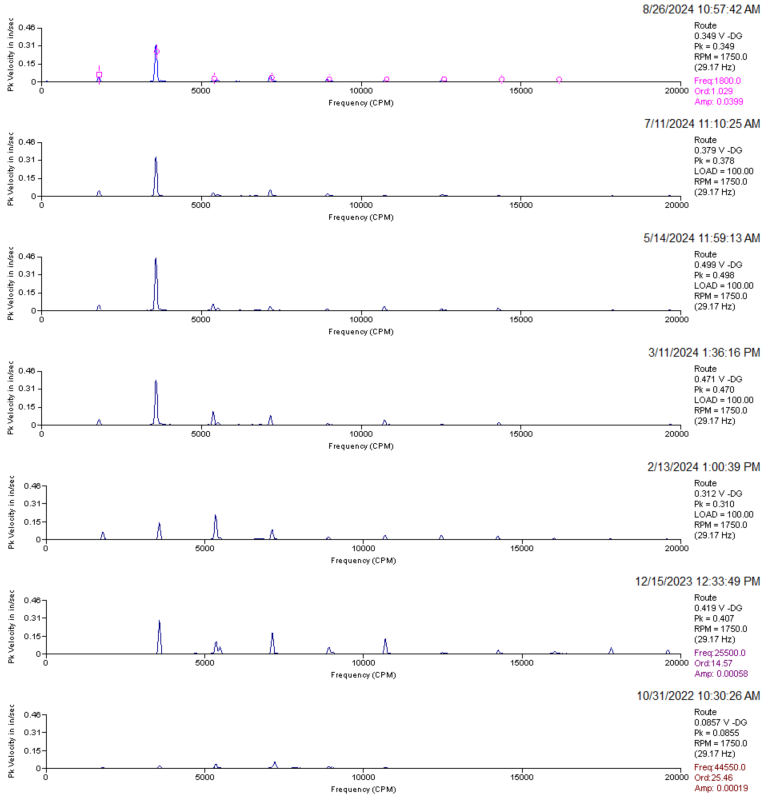 8/26/2024 10:57:42 AM
Pk Velocity in in/sec
0.46
0.31
0.15
0
0
5000
10000
15000
20000
Frequency (CPM)
Route
0.349 V -DG
Pk = 0.349
RPM = 1750.0
(29.17 Hz)
Freq:1800.0
Ord:1.029
Amp: 0.0399
7/11/2024 11:10:25 AM
Pk Velocity in in/sec
0.46
0.31
0.15
0
0
5000
10000
15000
20000
Frequency (CPM)
Route
0.379 V -DG
Pk = 0.378
LOAD = 100.00
RPM = 1750.0
(29.17 Hz)
5/14/2024 11:59:13 AM
Pk Velocity in in/sec
0.46
0.31
0.15
0
0
5000
10000
15000
20000
Frequency (CPM)
Route
0.499 V -DG
Pk = 0.498
LOAD = 100.00
RPM = 1750.0
(29.17 Hz)
3/11/2024 1:36:16 PM
Pk Velocity in in/sec
0.46
0.31
0.15
0
0
5000
10000
15000
20000
Frequency (CPM)
Route
0.471 V -DG
Pk = 0.470
LOAD = 100.00
RPM = 1750.0
(29.17 Hz)
2/13/2024 1:00:39 PM
Pk Velocity in in/sec
0.46
0.31
0.15
0
0
5000
10000
15000
20000
Frequency (CPM)
Route
0.312 V -DG
Pk = 0.310
LOAD = 100.00
RPM = 1750.0
(29.17 Hz)
12/15/2023 12:33:49 PM
Pk Velocity in in/sec
0.46
0.31
0.15
0
0
5000
10000
15000
20000
Frequency (CPM)
Route
0.419 V -DG
Pk = 0.407
RPM = 1750.0
(29.17 Hz)
Freq:25500.0
Ord:14.57
Amp: 0.00058
10/31/2022 10:30:26 AM
Pk Velocity in in/sec
0.46
0.31
0.15
0
0
5000
10000
15000
20000
Frequency (CPM)
Route
0.0857 V -DG
Pk = 0.0855
RPM = 1750.0
(29.17 Hz)
Freq:44550.0
Ord:25.46
Amp: 0.00019